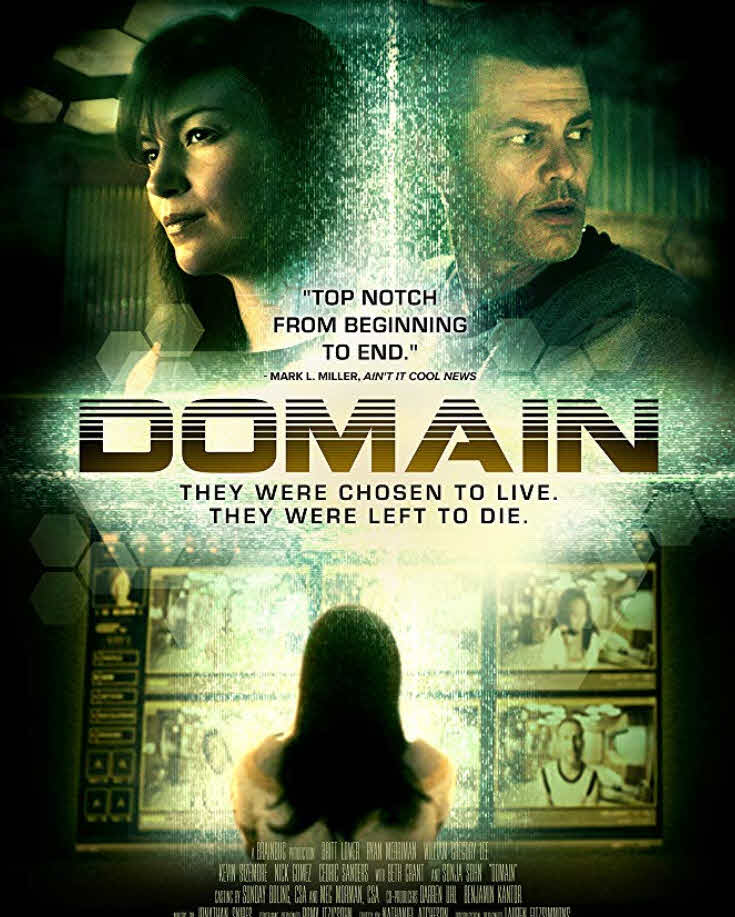 "TOP NOTCH
FROM BEGINNING
TO END."
- MARK L. MILLER, AIN'T IT COOL NEWS
DOMAIN
THEY WERE CHOSEN TO LIVE.
THEY WERE LEFT TO DIE.
A BRAINBUS PRODUCTION BRITT LOWER RYAN MERRIMAN WILLIAM GREGORY LEE
KEVIN SIZEMORE NICK GOMEZ CEDRIC SANDERS WITH BETH GRANT AND SONJA SOHN "DOMAIN"
CASTING BY SUNDAY BOLING, CSA AND MEG MORMAN, CSA CO-PRODUCERS DARREN UHL BENJAMIN KANTOR